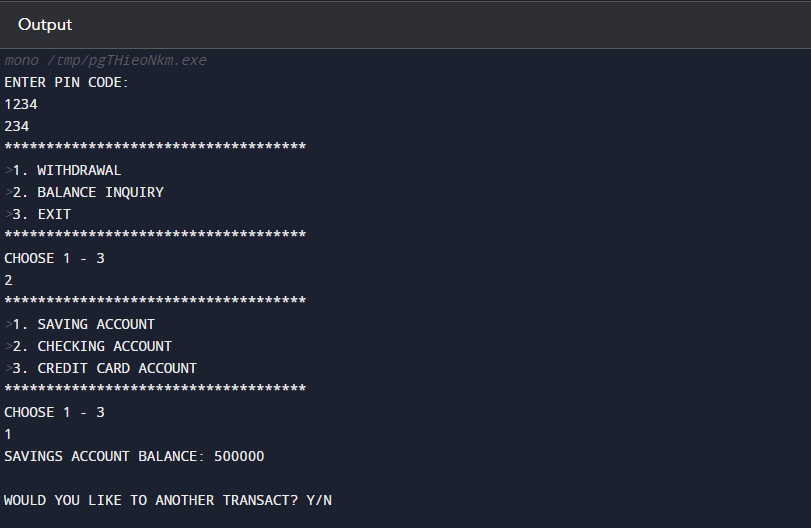 Output
mono /tmp/pgTHieoNkm.exe
ENTER PIN CODE:
1234
234
************************************
>1. WITHDRAWAL
>2. BALANCE INQUIRY
>3. EXIT
************************************
CHOOSE 1 - 3
2
************************************
>1. SAVING ACCOUNT
>2. CHECKING ACCOUNT
>3. CREDIT CARD ACCOUNT
************************************
CHOOSE 1 - 3
1
SAVINGS ACCOUNT BALANCE: 500000
WOULD YOU LIKE TO ANOTHER TRANSACT? Y/N